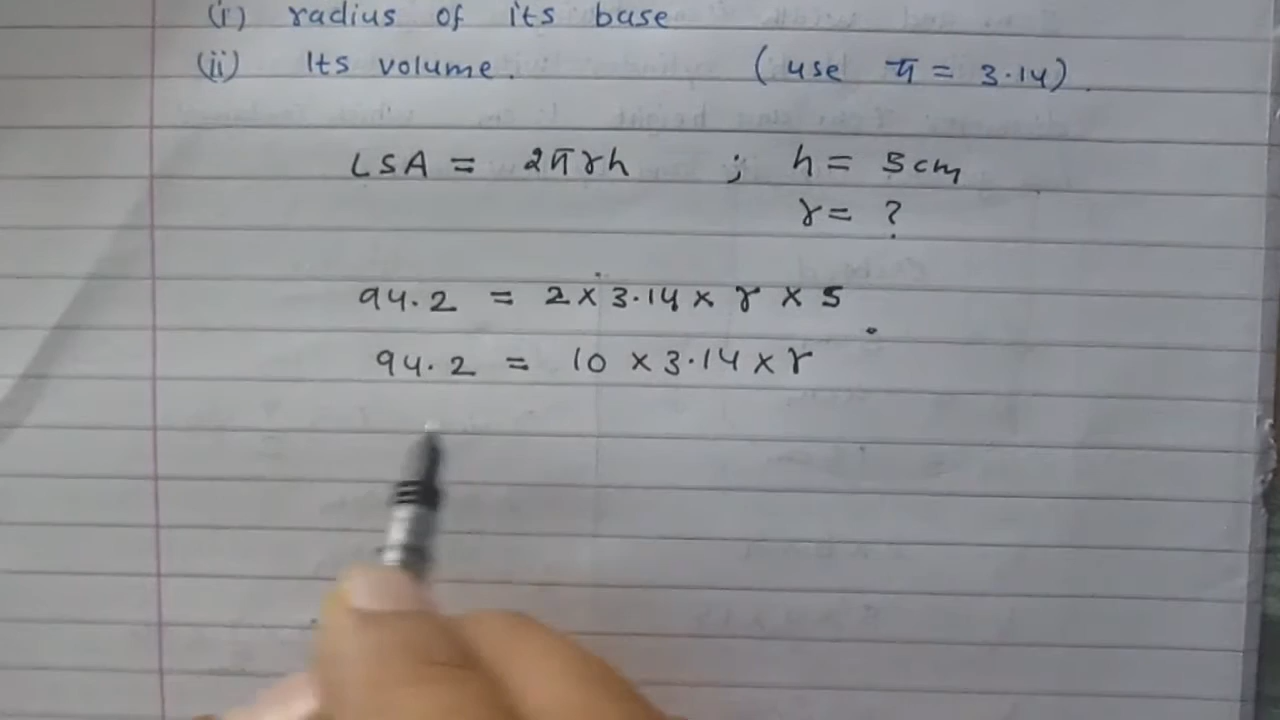 (i) radius of its base
(ii) Its volume. (use π = 3.14).
LSA = 2πrh ; h = 5cm
r = ?
94.2 = 2 × 3.14 × r × 5
94.2 = 10 × 3.14 × r